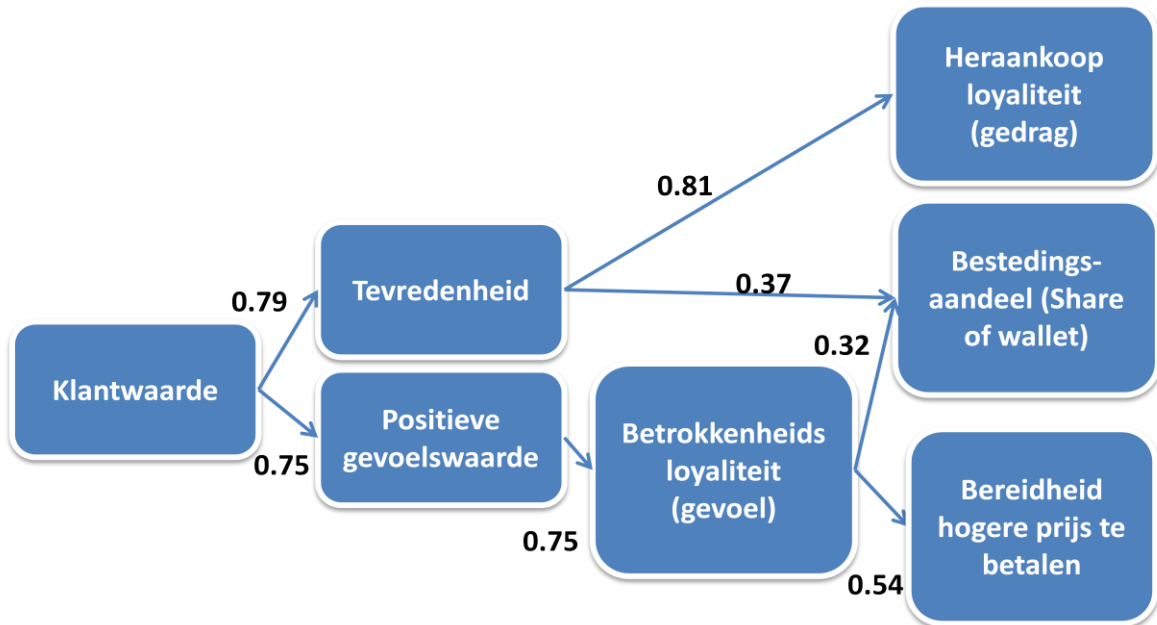 Heraankoop
loyaliteit
(gedrag)
0.81
Tevredenheid
0.79
0.37
Bestedings-
aandeel (Share
of wallet)
0.32
Klantwaarde
Positieve
gevoelswaarde
0.75
Betrokkenheids
loyaliteit
(gevoel)
0.75
Bereidheid
hogere prijs te
betalen
0.54